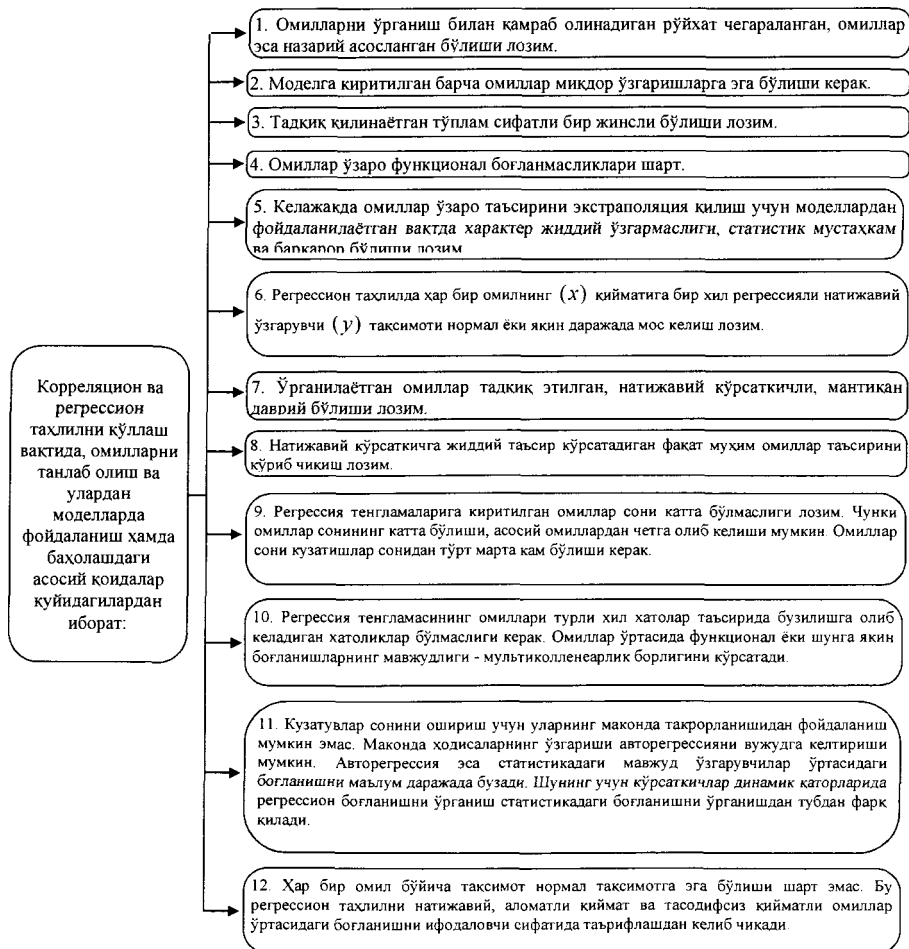 1. Омилларни ўрганиш билан қамраб олинадиган рўйхат чегараланган, омиллар
эса назарий асосланган бўлиши лозим.
2. Моделга киритилган барча омиллар миқдор ўзгаришларга эга бўлиши керак.
3. Тадқиқ қилинаётган тўплам сифатли бир жинсли бўлиши лозим.
4. Омиллар ўзаро функционал боғланмасликлари шарт.
5. Келажакда омиллар ўзаро таъсирини экстраполяция қилиш учун моделлардан
фойдаланилаётган вақтда характер жиддий ўзгармаслиги, статистик мустаҳкам
ва барқарор бўлиши лозим
6. Регрессион таҳлилда ҳар бир омилнинг (x) қийматига бир хил регрессияли натижавий
ўзгарувчи (y) тақсимоти нормал ёки яқин даражада мос келиш лозим.
Корреляцион ва
регрессион
таҳлилни қўллаш
вақтида, омилларни
танлаб олиш ва
улардан
моделларда
фойдаланиш ҳамда
баҳолашдаги
асосий қоидалар
қуйидагилардан
иборат:
7. Ўрганилаётган омиллар тадқиқ этилган, натижавий кўрсаткичли, мантиқан
даврий бўлиши лозим.
8. Натижавий кўрсаткичга жиддий таъсир кўрсатадиган фақат муҳим омиллар таъсирини
кўриб чиқиш лозим.
9. Регрессия тенгламаларига киритилган омиллар сони катта бўлмаслиги лозим. Чунки
омиллар сонининг катта бўлиши, асосий омиллардан четга олиб келиши мумкин. Омиллар
сони кузатишлар сонидан тўрт марта кам бўлиши керак.
10. Регрессия тенгламасининг омиллари турли хил хатолар таъсирида бузилишга олиб
келадиган хатоликлар бўлмаслиги керак. Омиллар ўртасида функционал ёки шунга яқин
боғланишларнинг мавжудлиги - мультиколленеарлик борлигини кўрсатади.
11. Кузатувлар сонини ошириш учун уларнинг маконда такрорланишидан фойдаланиш
мумкин эмас. Маконда ҳодисаларнинг ўзгариши авторегрессияни вужудга келтириши
мумкин. Авторегрессия эса статистикадаги мавжуд ўзгарувчилар ўртасидаги
боғланишни маълум даражада бузади. Шунинг учун кўрсаткичлар динамик қаторларида
регрессион боғланишни ўрганиш статистикадаги боғланишни ўрганишдан тубдан фарқ
қилади.
12. Ҳар бир омил бўйича тақсимот нормал тақсимотга эга бўлиши шарт эмас. Бу
регрессион таҳлилни натижавий, аломатли қиймат ва тасодифсиз қийматли омиллар
ўртасидаги боғланишни ифодаловчи сифатида таърифлашдан келиб чиқади.